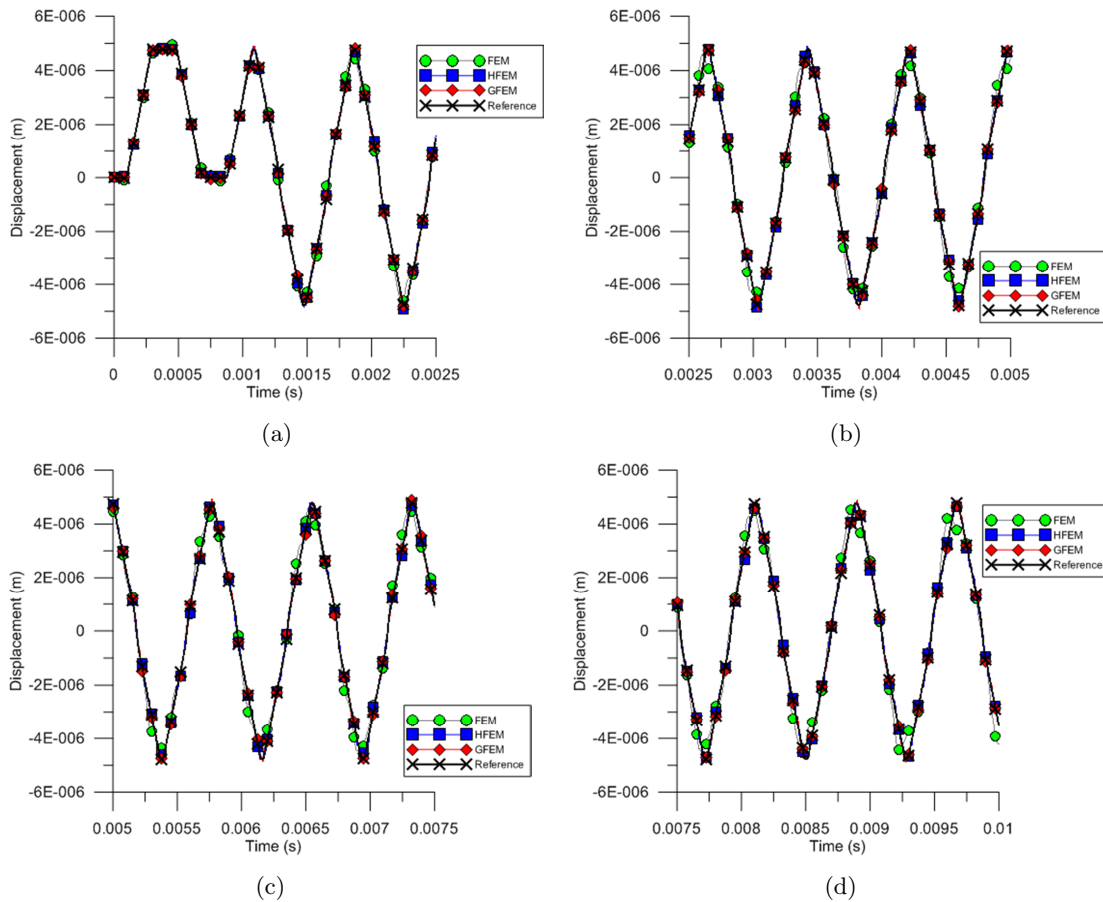 6E-006
4E-006
2E-006
0
-2E-006
-4E-006
-6E-006
Displacement (m)
0 0.0005 0.001 0.0015 0.002 0.0025
Time (s)
FEM
HFEM
GFEM
Reference
(a)
6E-006
4E-006
2E-006
0
-2E-006
-4E-006
-6E-006
Displacement (m)
0.0025 0.003 0.0035 0.004 0.0045 0.005
Time (s)
FEM
HFEM
GFEM
Reference
(b)
6E-006
4E-006
2E-006
0
-2E-006
-4E-006
-6E-006
Displacement (m)
0.005 0.0055 0.006 0.0065 0.007 0.0075
Time (s)
FEM
HFEM
GFEM
Reference
(c)
6E-006
4E-006
2E-006
0
-2E-006
-4E-006
-6E-006
Displacement (m)
0.0075 0.008 0.0085 0.009 0.0095 0.01
Time (s)
FEM
HFEM
GFEM
Reference
(d)